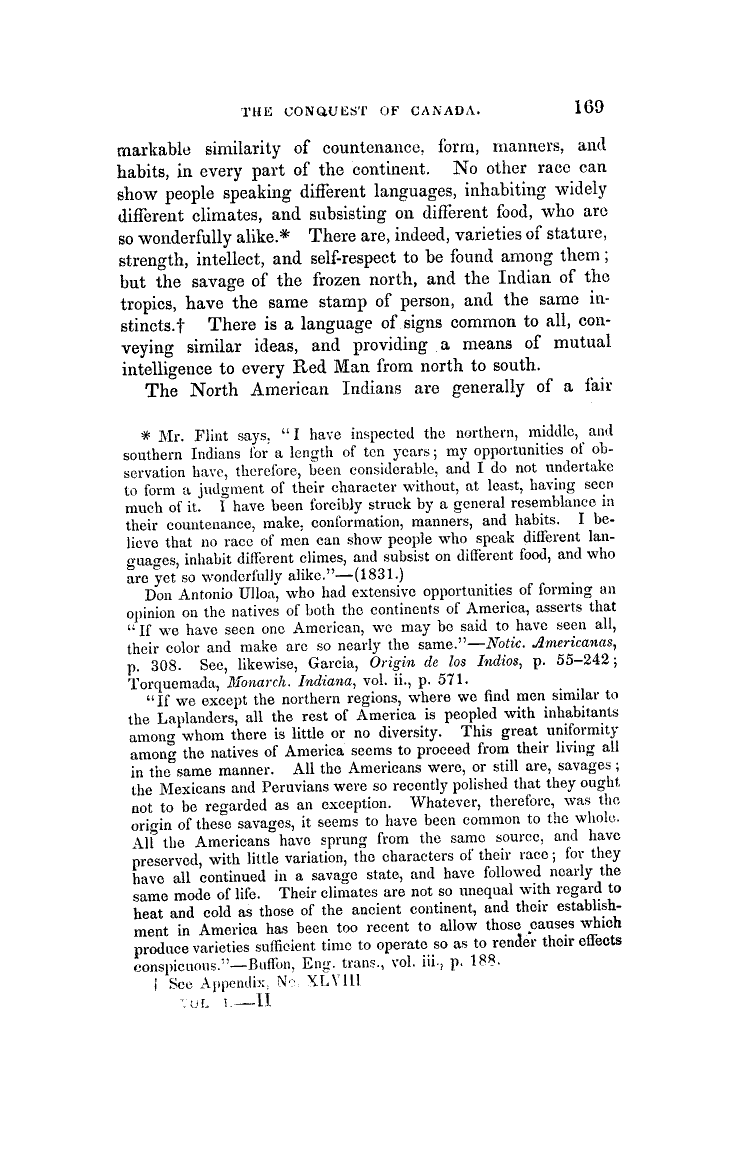 THE CONQUEST OF CANADA. 169
markable similarity of countenance, form, manners, and
habits, in every part of the continent. No other race can
show people speaking different languages, inhabiting widely
different climates, and subsisting on different food, who are
so wonderfully alike.* There are, indeed, varieties of stature,
strength, intellect, and self-respect to be found among them;
but the savage of the frozen north, and the Indian of the
tropics, have the same stamp of person, and the same in-
stincts.† There is a language of signs common to all, con-
veying similar ideas, and providing a means of mutual
intelligence to every Red Man from north to south.
The North American Indians are generally of a fair
* Mr. Flint says, "I have inspected the northern, middle, and
southern Indians for a length of ten years; my opportunities of ob-
servation have, therefore, been considerable, and I do not undertake
to form a judgment of their character without, at least, having seen
much of it. I have been forcibly struck by a general resemblance in
their countenance, make, conformation, manners, and habits. I be-
lieve that no race of men can show people who speak different lan-
guages, inhabit different climes, and subsist on different food, and who
are yet so wonderfully alike."—(1831.)
Don Antonio Ulloa, who had extensive opportunities of forming an
opinion on the natives of both the continents of America, asserts that
"If we have seen one American, we may be said to have seen all,
their color and make are so nearly the same."—Notic. Americanas,
p. 308. See, likewise, Garcia, Origin de los Indios, p. 55-242;
Torquemada, Monarch. Indiana, vol. ii., p. 571.
"If we except the northern regions, where we find men similar to
the Laplanders, all the rest of America is peopled with inhabitants
among whom there is little or no diversity. This great uniformity
among the natives of America seems to proceed from their living all
in the same manner. All the Americans were, or still are, savages;
the Mexicans and Peruvians were so recently polished that they ought
not to be regarded as an exception. Whatever, therefore, was the
origin of these savages, it seems to have been common to the whole.
All the Americans have sprung from the same source, and have
preserved, with little variation, the characters of their race; for they
have all continued in a savage state, and have followed nearly the
same mode of life. Their climates are not so unequal with regard to
heat and cold as those of the ancient continent, and their establish-
ment in America has been too recent to allow those causes which
produce varieties sufficient time to operate so as to render their effects
conspicuous."—Buffon, Eng. trans., vol. iii., p. 188.
† See Appendix, No. XLVIII
VOL I.—H